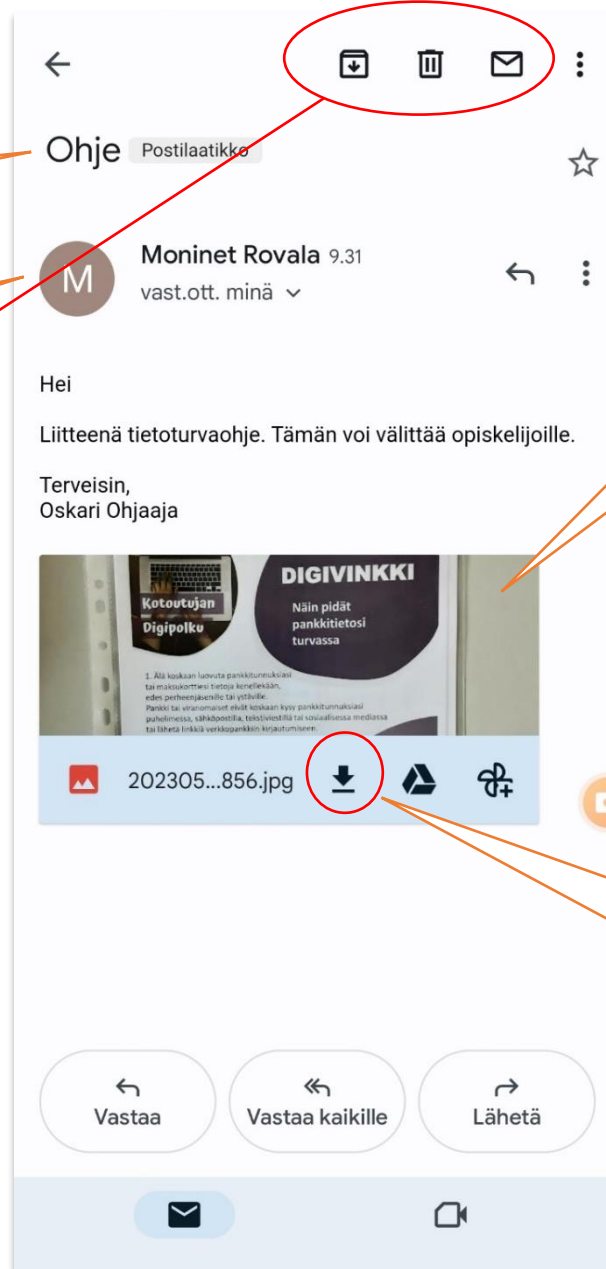 Ohje Postilaatikko
M
Moninet Rovala 9.31
vast.ott. minä
Hei
Liitteenä tietoturvaohje. Tämän voi välittää opiskelijoille.
Terveisin,
Oskari Ohjaaja
Kotoutujan
Digipolku
DIGIVINKKI
Näin pidät
pankkitietosi
turvassa
1. Älä koskaan luovuta pankkitunnuksiasi
tai maksukorttiesi tietoja kenellekään,
edes perheenjäsenille tai ystäville.
Pankki tai viranomaiset eivät koskaan kysy pankkitunnuksiasi
puhelimessa, sähköpostilla, tekstiviestillä tai sosiaalisessa mediassa
tai lähetä linkkiä verkkopankkiin kirjautumiseen.
202305...856.jpg
Vastaa
Vastaa kaikille
Lähetä